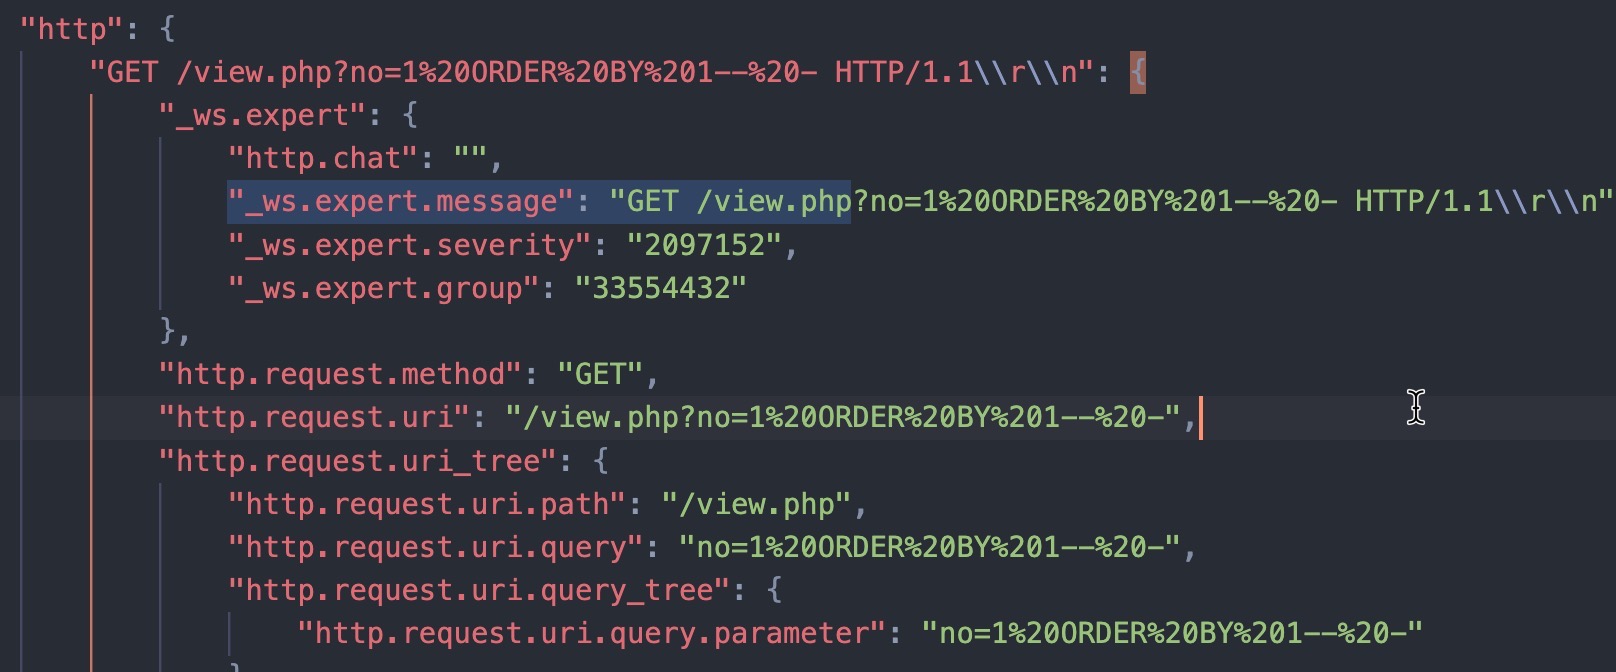 "http": {
"GET /view.php?no=1%20ORDER%20BY%201--%20- HTTP/1.1\\r\\n": {
"_ws.expert": {
"http.chat": "",
"_ws.expert.message": "GET /view.php?no=1%20ORDER%20BY%201--%20- HTTP/1.1\\r\\n"
"_ws.expert.severity": "2097152",
"_ws.expert.group": "33554432"
},
"http.request.method": "GET",
"http.request.uri": "/view.php?no=1%20ORDER%20BY%201--%20-",
"http.request.uri_tree": {
"http.request.uri.path": "/view.php",
"http.request.uri.query": "no=1%20ORDER%20BY%201--%20-",
"http.request.uri.query_tree": {
"http.request.uri.query.parameter": "no=1%20ORDER%20BY%201--%20-"
}